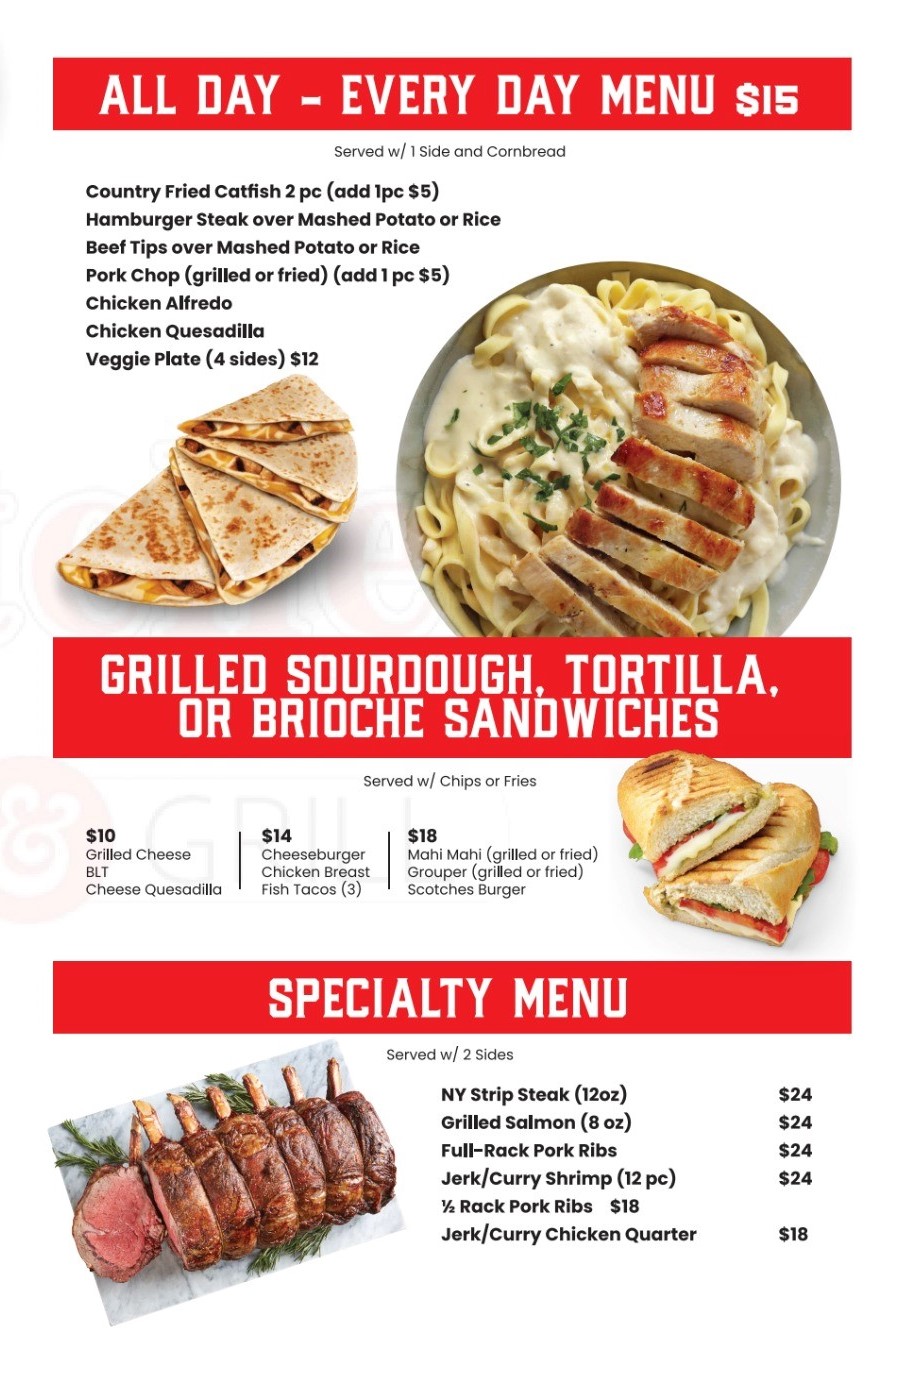 ALL DAY - EVERY DAY MENU $15
Served w/ 1 Side and Cornbread
Country Fried Catfish 2 pc (add 1pc $5)
Hamburger Steak over Mashed Potato or Rice
Beef Tips over Mashed Potato or Rice
Pork Chop (grilled or fried) (add 1 pc $5)
Chicken Alfredo
Chicken Quesadilla
Veggie Plate (4 sides) $12
GRILLED SOURDOUGH, TORTILLA,
OR BRIOCHE SANDWICHES
Served w/ Chips or Fries
& GRILL
$10
Grilled Cheese
BLT
Cheese Quesadilla
$14
Cheeseburger
Chicken Breast
Fish Tacos (3)
$18
Mahi Mahi (grilled or fried)
Grouper (grilled or fried)
Scotches Burger
SPECIALTY MENU
Served w/ 2 Sides
NY Strip Steak (12oz) $24
Grilled Salmon (8 oz) $24
Full-Rack Pork Ribs $24
Jerk/Curry Shrimp (12 pc) $24
½ Rack Pork Ribs $18
Jerk/Curry Chicken Quarter $18